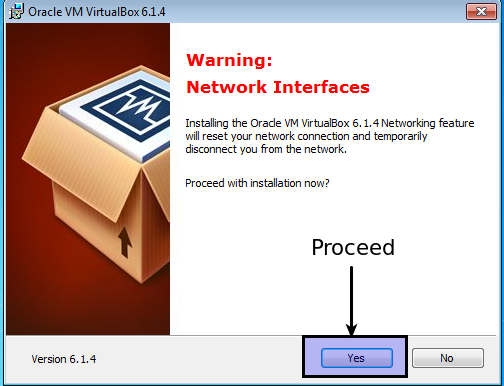 Oracle VM VirtualBox 6.1.4
Warning:
Network Interfaces
Installing the Oracle VM VirtualBox 6.1.4 Networking feature
will reset your network connection and temporarily
disconnect you from the network.
Proceed with installation now?
Proceed
Version 6.1.4
Yes
No